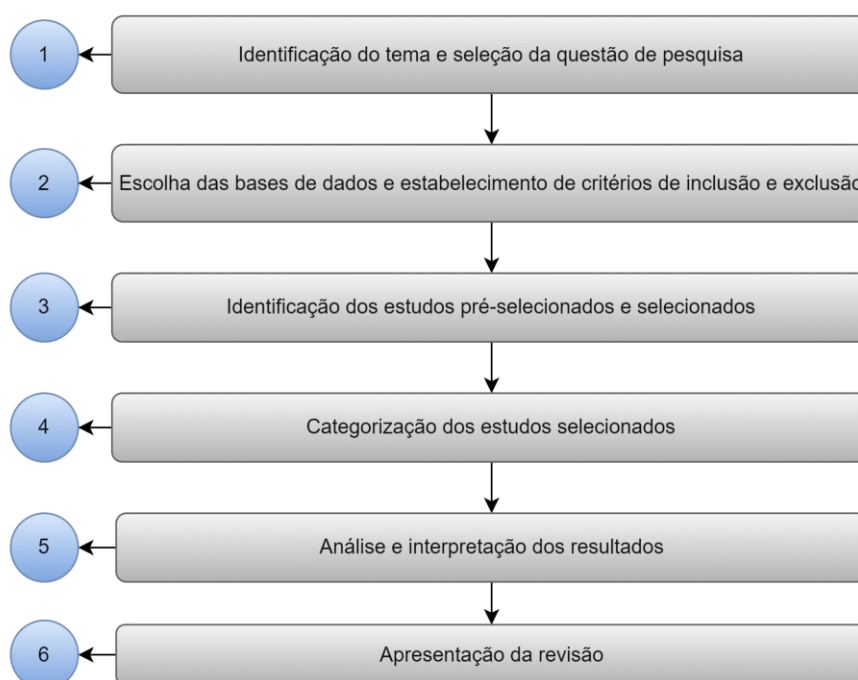 1
Identificação do tema e seleção da questão de pesquisa
2
Escolha das bases de dados e estabelecimento de critérios de inclusão e exclusão
3
Identificação dos estudos pré-selecionados e selecionados
4
Categorização dos estudos selecionados
5
Análise e interpretação dos resultados
6
Apresentação da revisão